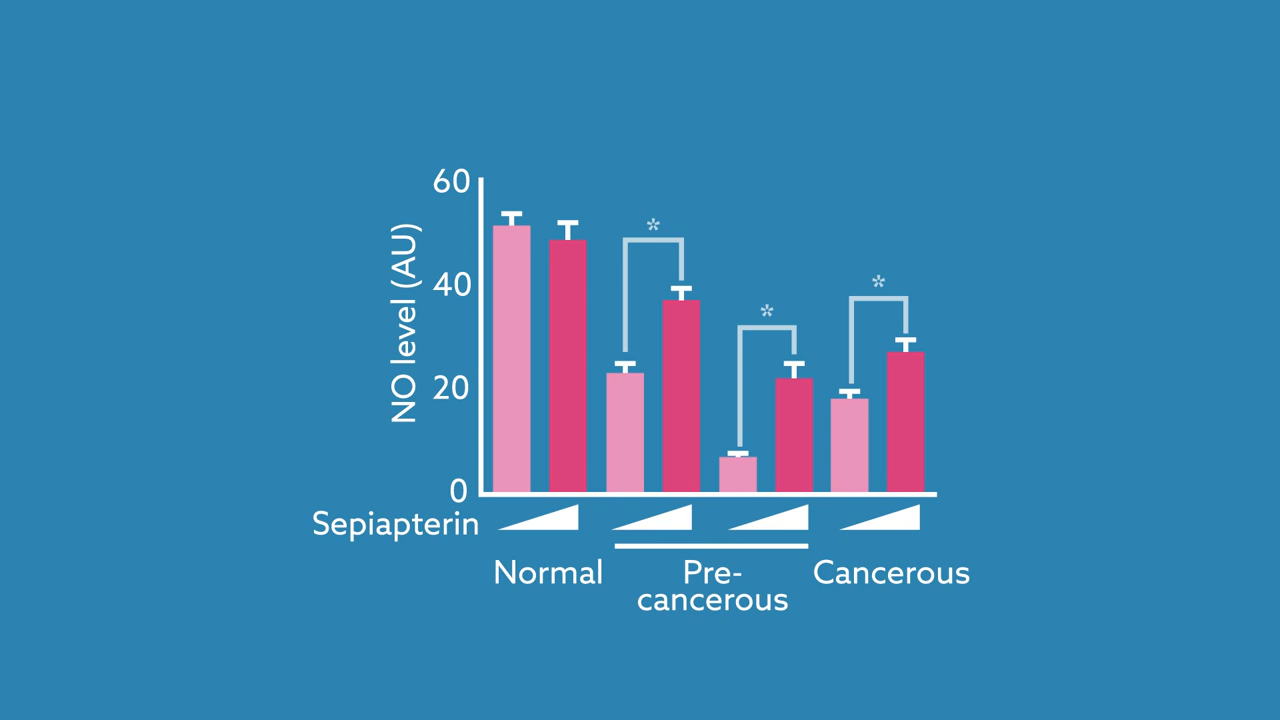 60
40
20
0
NO level (AU)
*
*
*
Sepiapterin
Normal
Pre-
cancerous
Cancerous